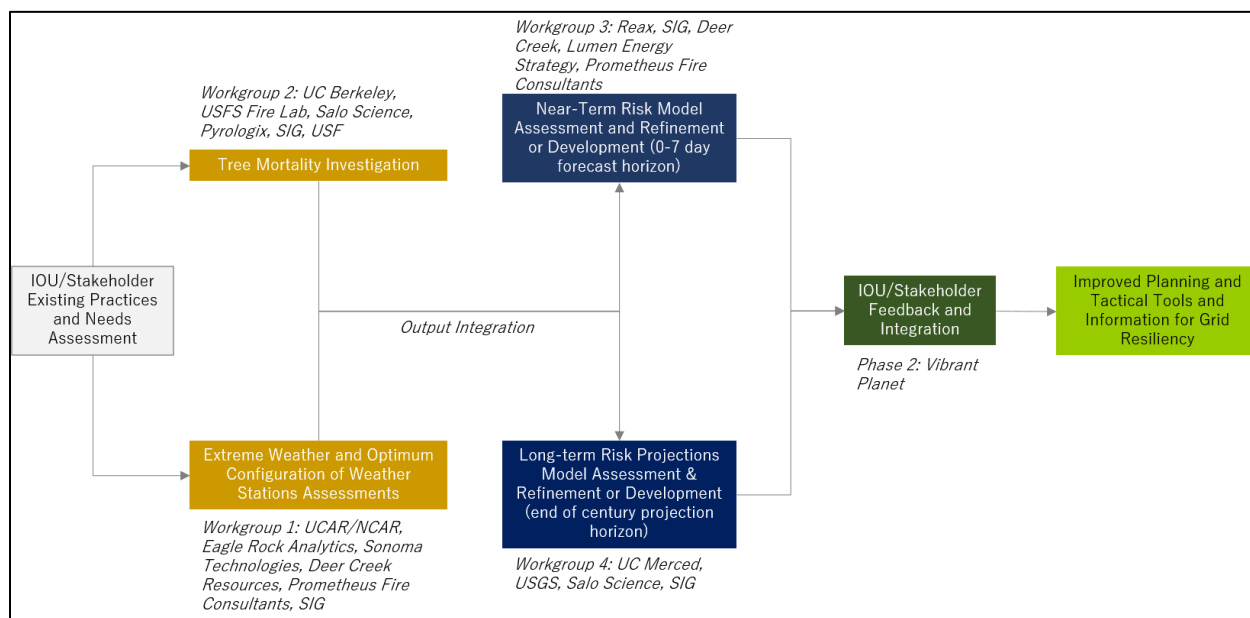 Workgroup 2: UC Berkeley,
USFS Fire Lab, Salo Science,
Pyrologix, SIG, USF
Tree Mortality Investigation
Workgroup 3: Reax, SIG, Deer
Creek, Lumen Energy
Strategy, Prometheus Fire
Consultants
Near-Term Risk Model
Assessment and Refinement
or Development (0-7 day
forecast horizon)
IOU/Stakeholder
Existing Practices
and Needs
Assessment
Output Integration
IOU/Stakeholder
Feedback and
Integration
Phase 2: Vibrant
Planet
Improved Planning and
Tactical Tools and
Information for Grid
Resiliency
Extreme Weather and Optimum
Configuration of Weather
Stations Assessments
Workgroup 1: UCAR/NCAR,
Eagle Rock Analytics, Sonoma
Technologies, Deer Creek
Resources, Prometheus Fire
Consultants, SIG
Long-term Risk Projections
Model Assessment &
Refinement or Development
(end of century projection
horizon)
Workgroup 4: UC Merced,
USGS, Salo Science, SIG